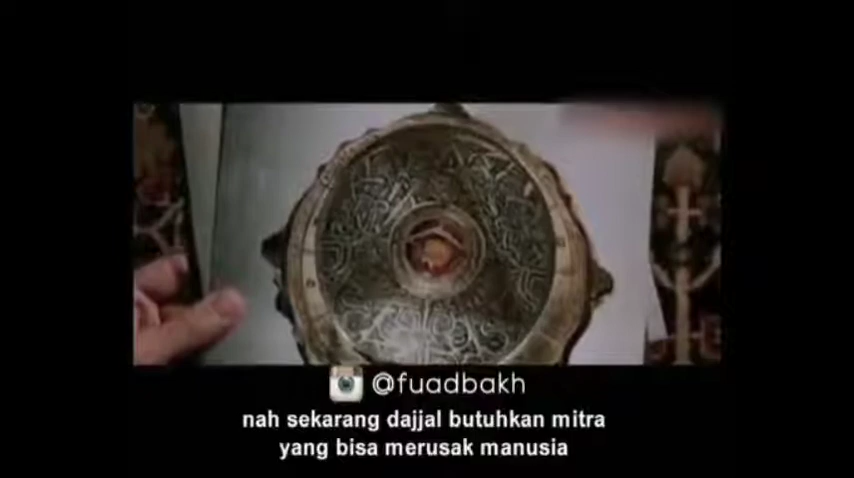 @fuadbakh
nah sekarang dajjal butuhkan mitra
yang bisa merusak manusia